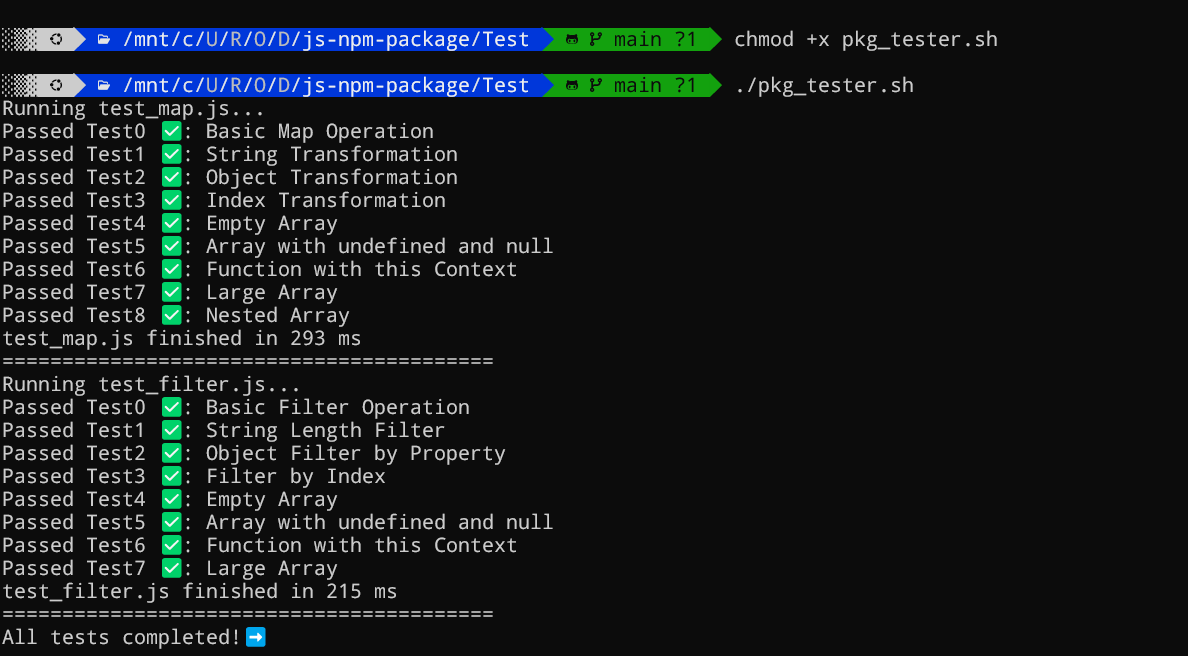 /mnt/c/U/R/O/D/js-npm-package/Test main ?1 chmod +x pkg_tester.sh
/mnt/c/U/R/O/D/js-npm-package/Test main ?1 ./pkg_tester.sh
Running test_map.js...
Passed Test0 ✅: Basic Map Operation
Passed Test1 ✅: String Transformation
Passed Test2 ✅: Object Transformation
Passed Test3 ✅: Index Transformation
Passed Test4 ✅: Empty Array
Passed Test5 ✅: Array with undefined and null
Passed Test6 ✅: Function with this Context
Passed Test7 ✅: Large Array
Passed Test8 ✅: Nested Array
test_map.js finished in 293 ms
=========================================
Running test_filter.js...
Passed Test0 ✅: Basic Filter Operation
Passed Test1 ✅: String Length Filter
Passed Test2 ✅: Object Filter by Property
Passed Test3 ✅: Filter by Index
Passed Test4 ✅: Empty Array
Passed Test5 ✅: Array with undefined and null
Passed Test6 ✅: Function with this Context
Passed Test7 ✅: Large Array
test_filter.js finished in 215 ms
=========================================
All tests completed!➡️